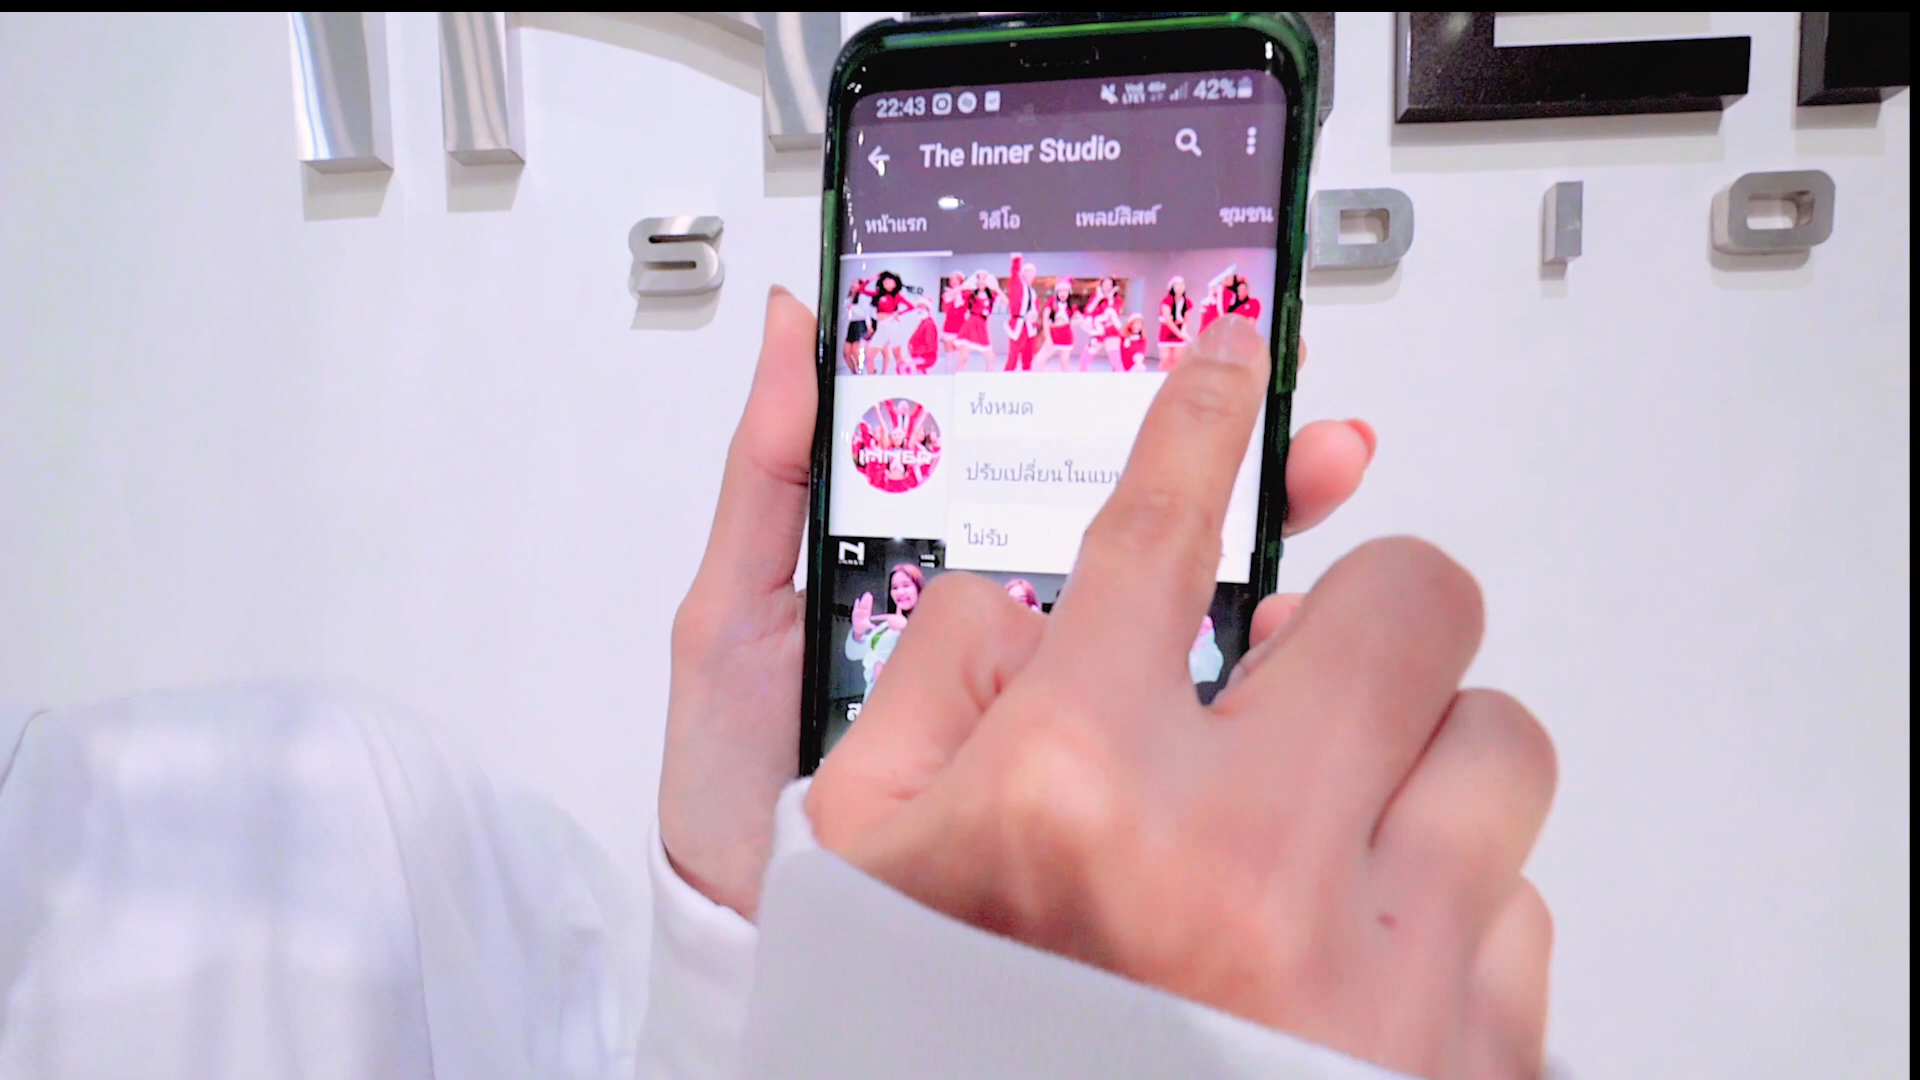 22:43 42%
The Inner Studio
หน้าแรก วิดีโอ เพลย์ลิสต์ ชุมชน
INNER
ทั้งหมด
ปรับเปลี่ยนในแบบ
ไม่รับ
S DIO